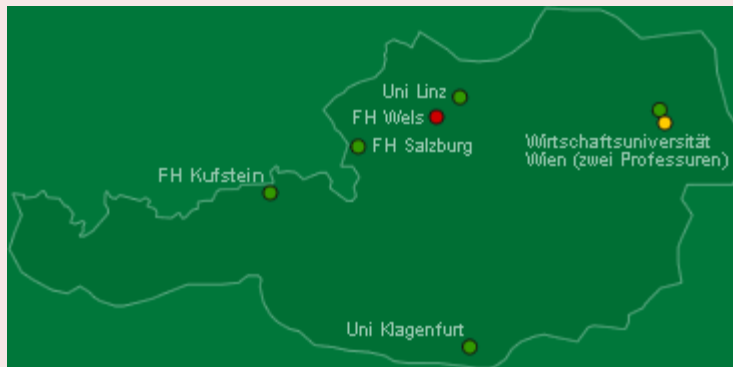 Uni Linz
FH Wels
FH Salzburg
Wirtschaftsuniversität
Wien (zwei Professuren)
FH Kufstein
Uni Klagenfurt